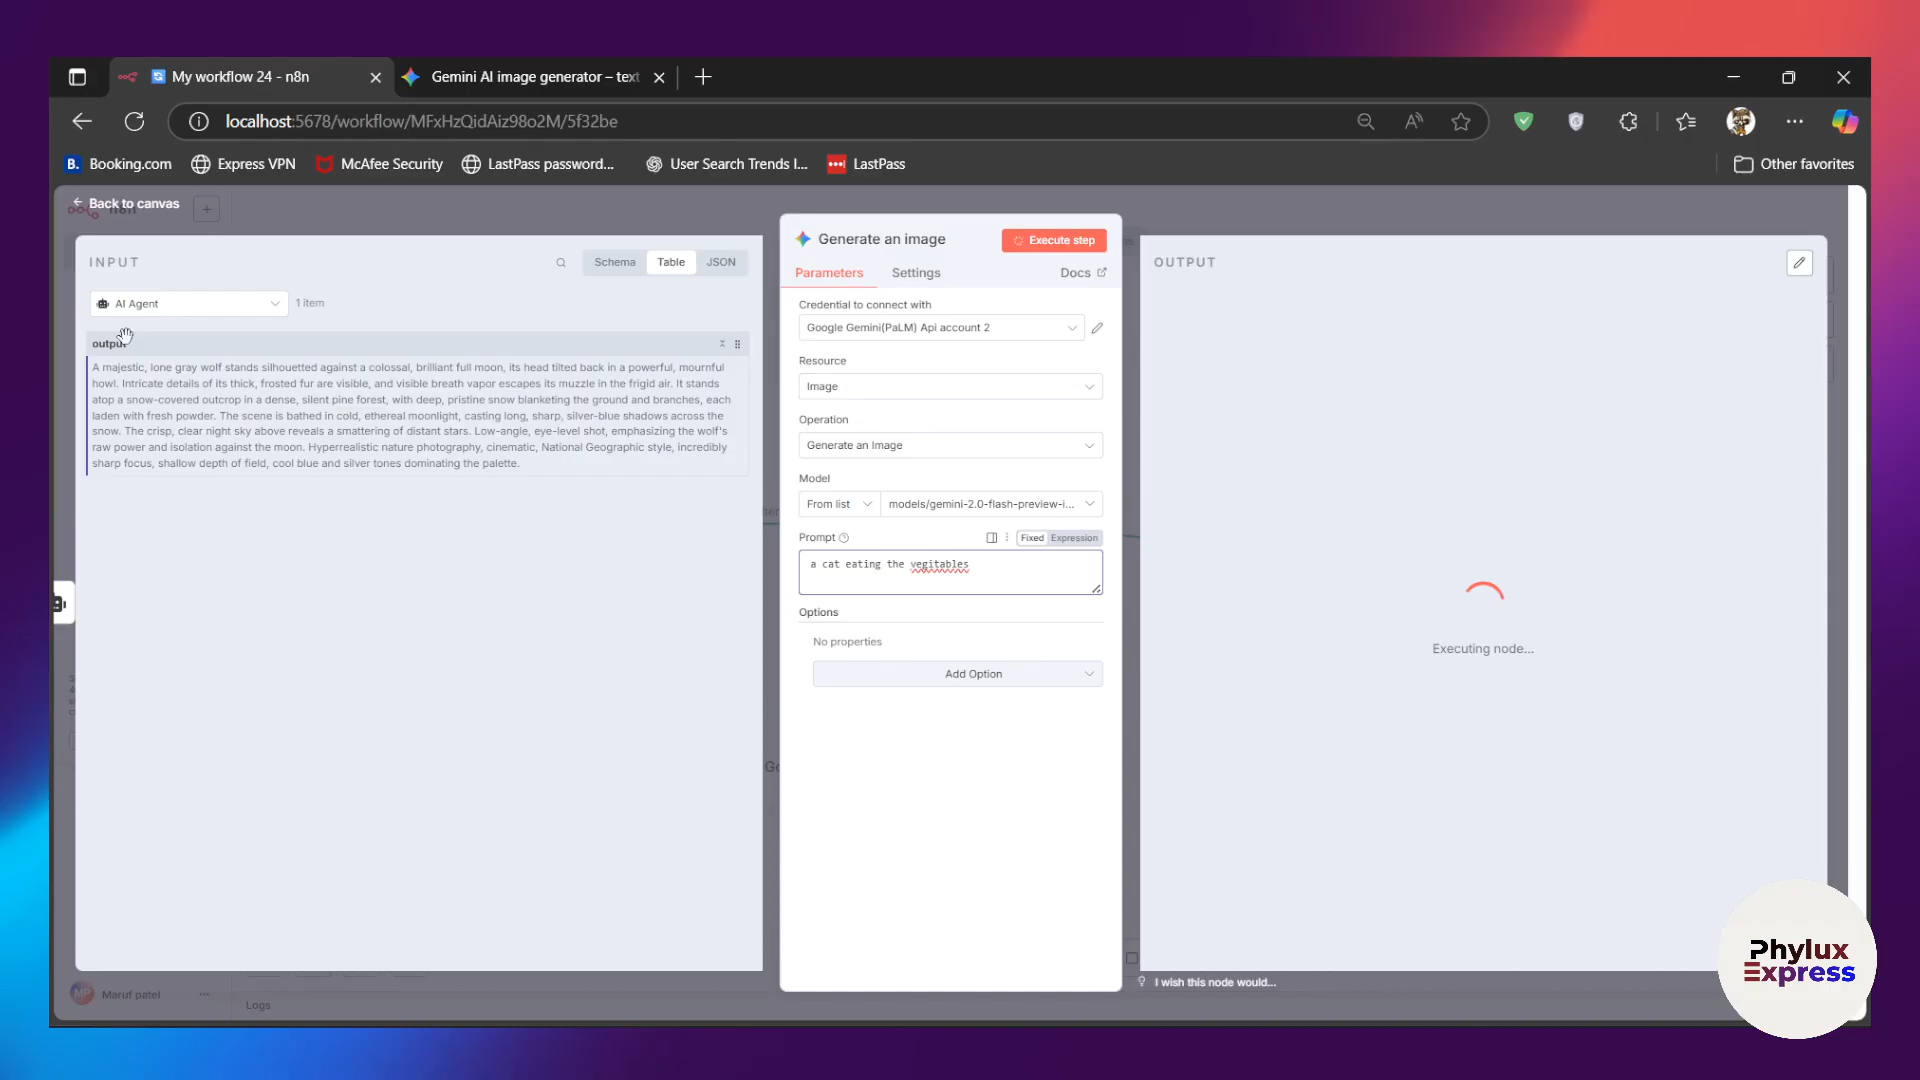 My workflow 24 - n8n
Gemini AI image generator – text
localhost:5678/workflow/MFxHzQidAiz98o2M/5f32be
B. Booking.com
Express VPN
McAfee Security
LastPass password...
User Search Trends I...
LastPass
Other favorites
Back to canvas
n8n
INPUT
Schema
Table
JSON
AI Agent
1 item
output
A majestic, lone gray wolf stands silhouetted against a colossal, brilliant full moon, its head tilted back in a powerful, mournful
howl. Intricate details of its thick, frosted fur are visible, and visible breath vapor escapes its muzzle in the frigid air. It stands
atop a snow-covered outcrop in a dense, silent pine forest, with deep, pristine snow blanketing the ground and branches, each
laden with fresh powder. The scene is bathed in cold, ethereal moonlight, casting long, sharp, silver-blue shadows across the
snow. The crisp, clear night sky above reveals a smattering of distant stars. Low-angle, eye-level shot, emphasizing the wolf's
raw power and isolation against the moon. Hyperrealistic nature photography, cinematic, National Geographic style, incredibly
sharp focus, shallow depth of field, cool blue and silver tones dominating the palette.
Generate an image
Execute step
Parameters
Settings
Docs
Credential to connect with
Google Gemini(PaLM) Api account 2
Resource
Image
Operation
Generate an Image
Model
From list
models/gemini-2.0-flash-preview-i...
Prompt
Fixed
Expression
a cat eating the vegitables
Options
No properties
Add Option
OUTPUT
Executing node...
I wish this node would...
MP
Maruf patel
Logs
Phylux
Express